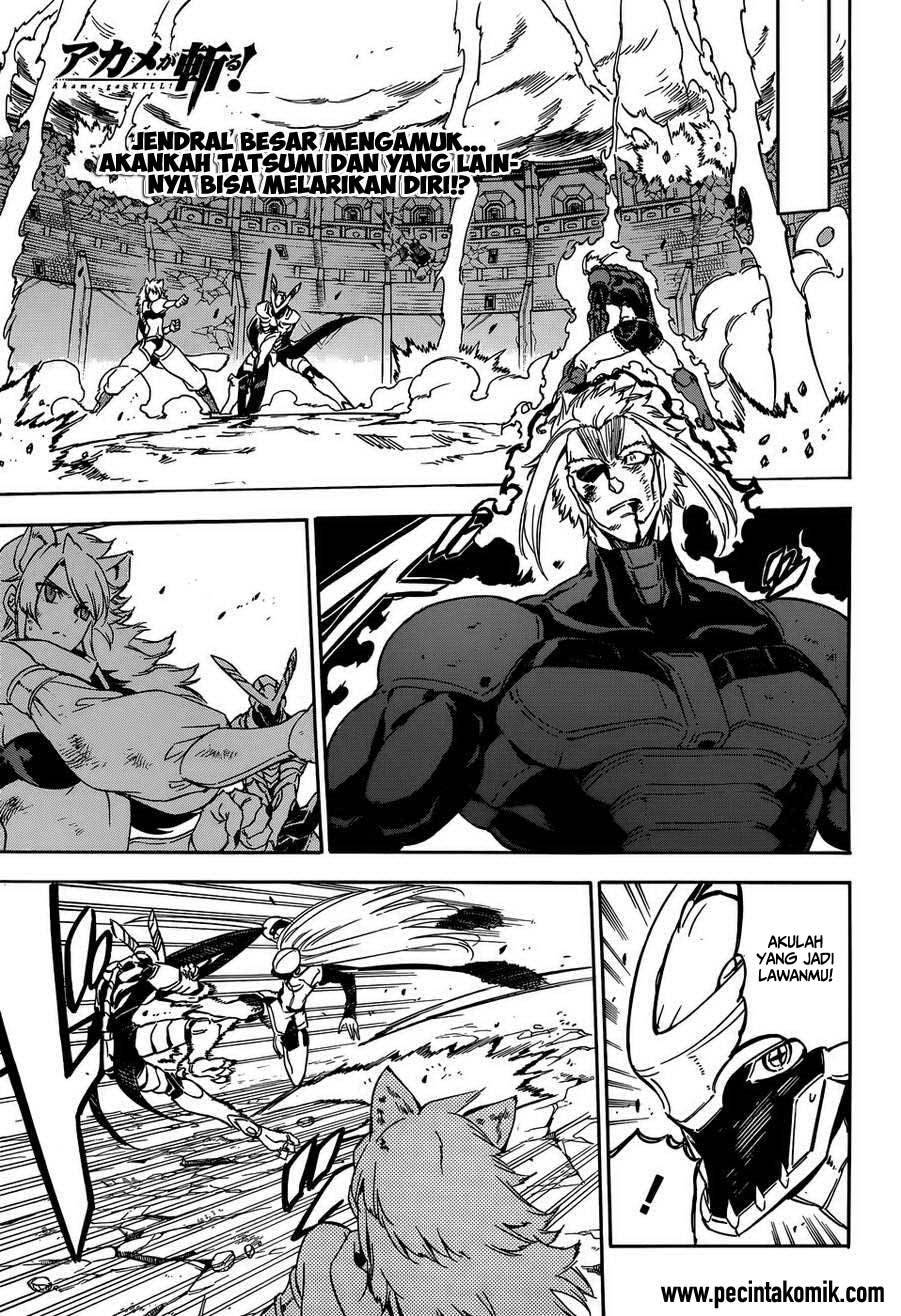 アカメが斬る!
Akame ga KILL!
JENDRAL BESAR MENGAMUK...
AKANKAH TATSUMI DAN YANG LAIN-
NYA BISA MELARIKAN DIRI!?
AKULAH
YANG JADI
LAWANMU!
!
www.pecintakomik.com